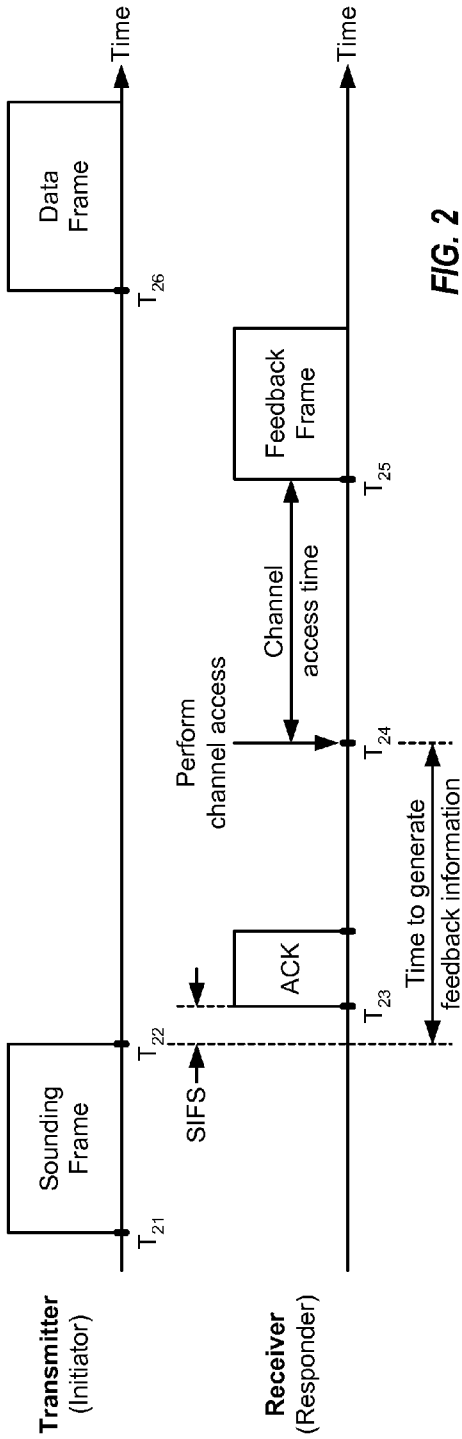 Transmitter
(Initiator)
Sounding
Frame
Data
Frame
Time
T21
T22
T26
SIFS
Perform
channel access
Receiver
(Responder)
ACK
Channel
access time
Feedback
Frame
Time
T23
T24
T25
Time to generate
feedback information
FIG. 2